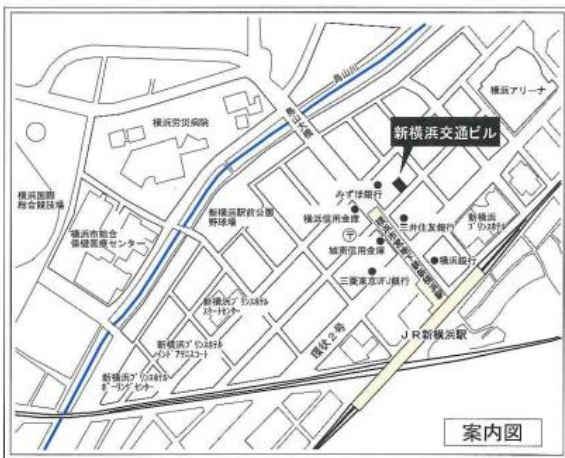 鳥山川
鳥山大橋
横浜アリーナ
横浜労災病院
新横浜交通ビル
横浜国際
総合競技場
みずほ銀行
新横浜駅前公園
野球場
横浜信用金庫
三井住友銀行
新横浜
プリンスホテル
横浜市総合
保健医療センター
〒
城南信用金庫
横浜銀行
三菱東京UFJ銀行
新横浜プリンスホテル
スケートセンター
環状2号
JR新横浜駅
新横浜プリンスホテル
インドアテニスコート
新横浜プリンスホテル
ボーリングセンター
案内図